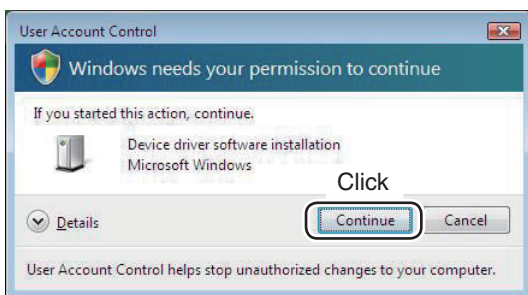 User Account Control
Windows needs your permission to continue
If you started this action, continue.
Device driver software installation
Microsoft Windows
Click
Details
Continue
Cancel
User Account Control helps stop unauthorized changes to your computer.